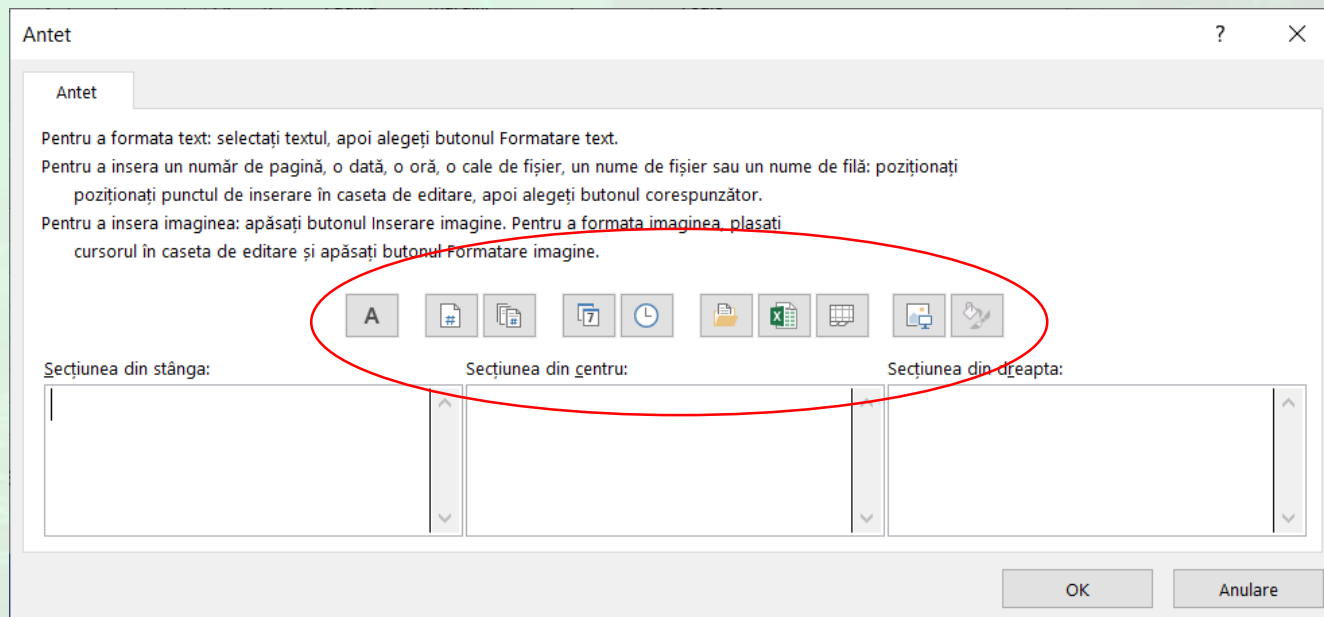 Antet
?
Antet
Pentru a formata text: selectați textul, apoi alegeți butonul Formatare text.
Pentru a insera un număr de pagină, o dată, o oră, o cale de fișier, un nume de fișier sau un nume de filă: poziționați
poziționați punctul de inserare în caseta de editare, apoi alegeți butonul corespunzător.
Pentru a insera imaginea: apăsați butonul Inserare imagine. Pentru a formata imaginea, plasați
cursorul în caseta de editare și apăsați butonul Formatare imagine.
A # # 7 X
Secțiunea din stânga: Secțiunea din centru: Secțiunea din dreapta:
OK Anulare